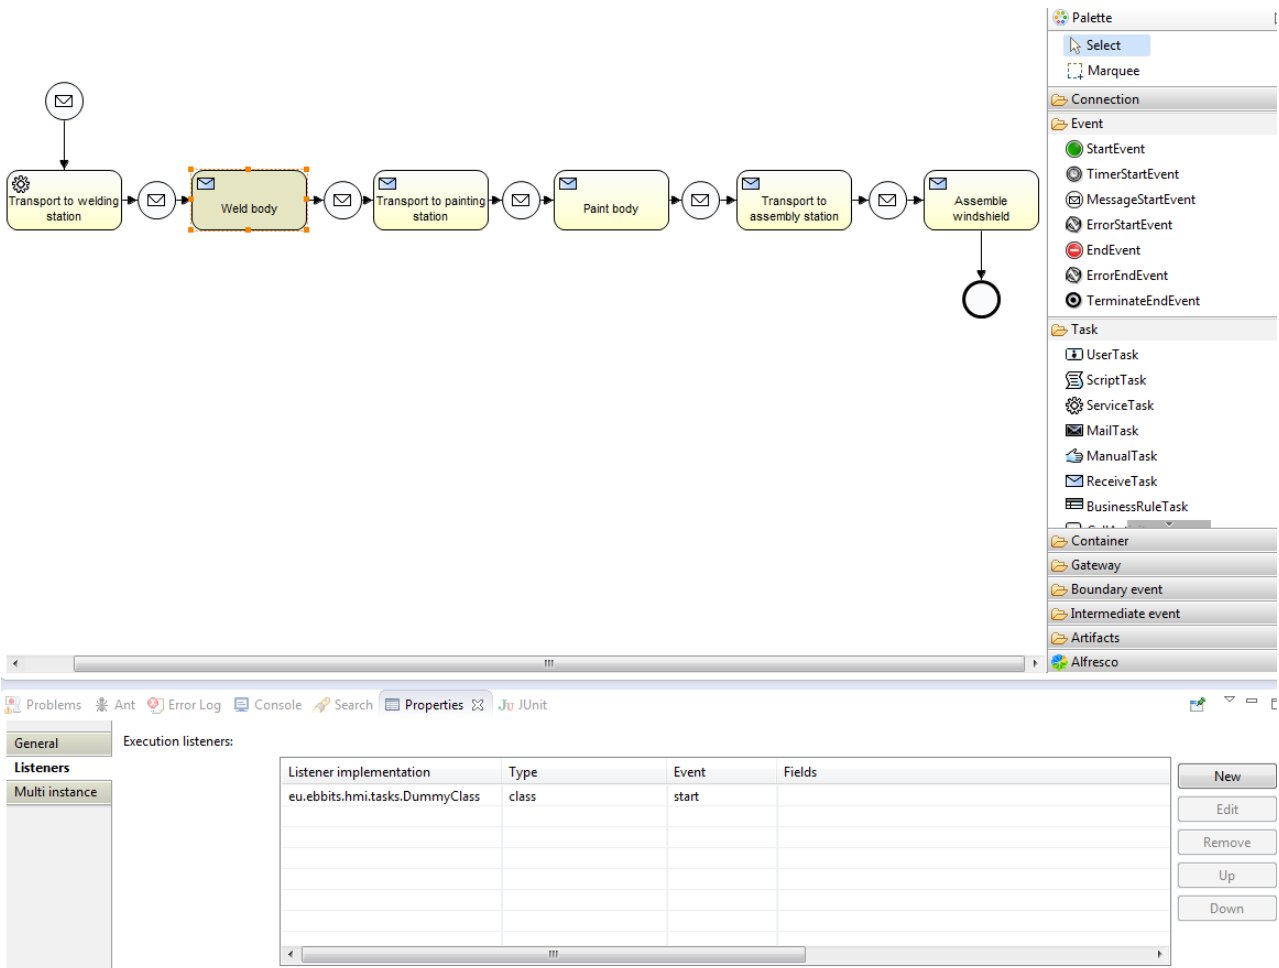 Transport to welding
station
Weld body
Transport to painting
station
Paint body
Transport to
assembly station
Assemble
windshield
Palette
Select
Marquee
Connection
Event
StartEvent
TimerStartEvent
MessageStartEvent
ErrorStartEvent
EndEvent
ErrorEndEvent
TerminateEndEvent
Task
UserTask
ScriptTask
ServiceTask
MailTask
ManualTask
ReceiveTask
BusinessRuleTask
Container
Gateway
Boundary event
Intermediate event
Artifacts
Alfresco
Problems Ant Error Log Console Search Properties JUnit
General
Listeners
Multi instance
Execution listeners:
Listener implementation Type Event Fields
eu.ebbits.hmi.tasks.DummyClass class start
New
Edit
Remove
Up
Down